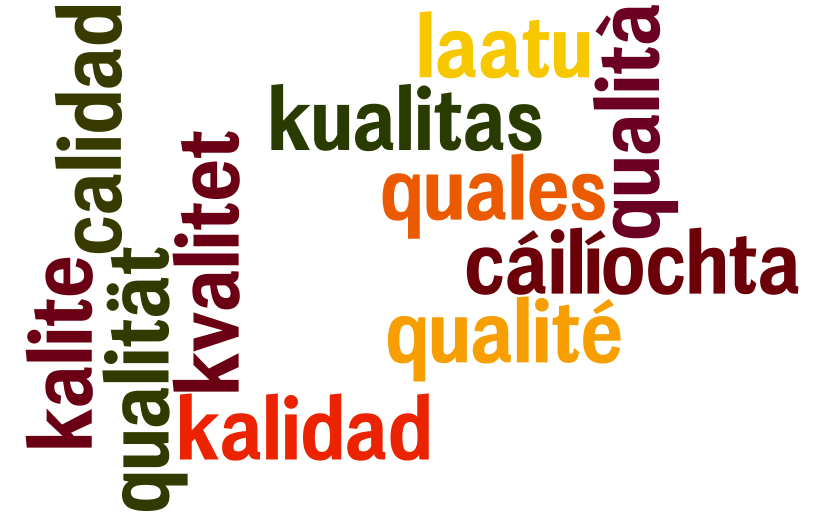 calidad
kalite
qualität
kvalitet
laatu
qualità
kualitas
quales
cáilíochta
qualité
kalidad